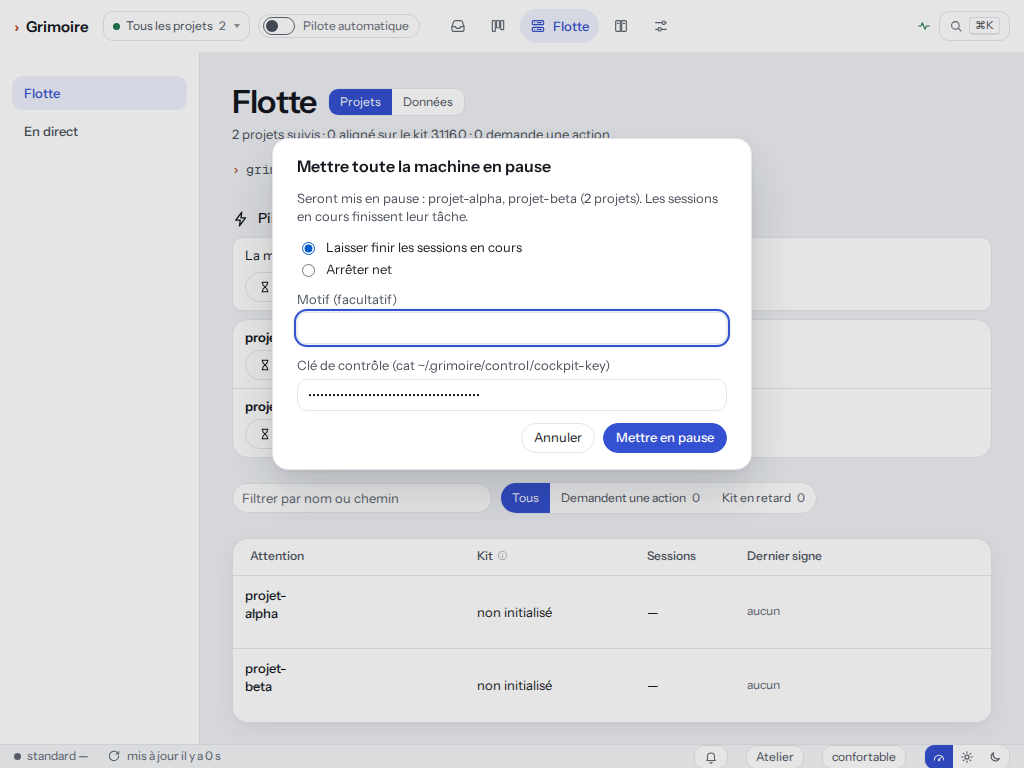 › Grimoire
Tous les projets 2
Pilote automatique
Flotte
⌘K
Flotte
En direct
Flotte
Projets
Données
2 projets suivis · 0 aligné sur le kit 3.116.0 · 0 demande une action
›
Mettre toute la machine en pause
Seront mis en pause : projet-alpha, projet-beta (2 projets). Les sessions
en cours finissent leur tâche.
Laisser finir les sessions en cours
Arrêter net
Motif (facultatif)
Clé de contrôle (cat ~/.grimoire/control/cockpit-key)
Annuler
Mettre en pause
Filtrer par nom ou chemin
Tous
Demandent une action 0
Kit en retard 0
Attention
Kit
Sessions
Dernier signe
projet-
alpha
non initialisé
—
aucun
projet-
beta
non initialisé
—
aucun
standard —
mis à jour il y a 0 s
Atelier
confortable